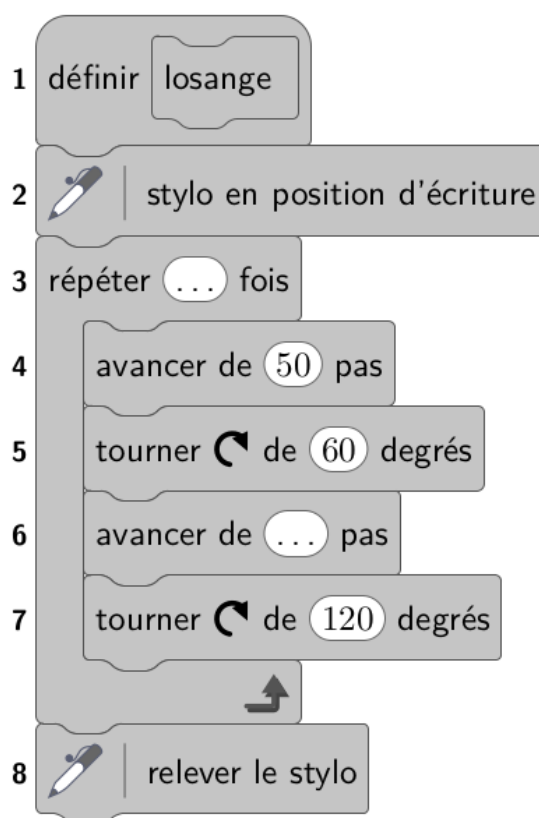 1 définir losange
2 stylo en position d'écriture
3 répéter ... fois
4 avancer de 50 pas
5 tourner de 60 degrés
6 avancer de ... pas
7 tourner de 120 degrés
8 relever le stylo